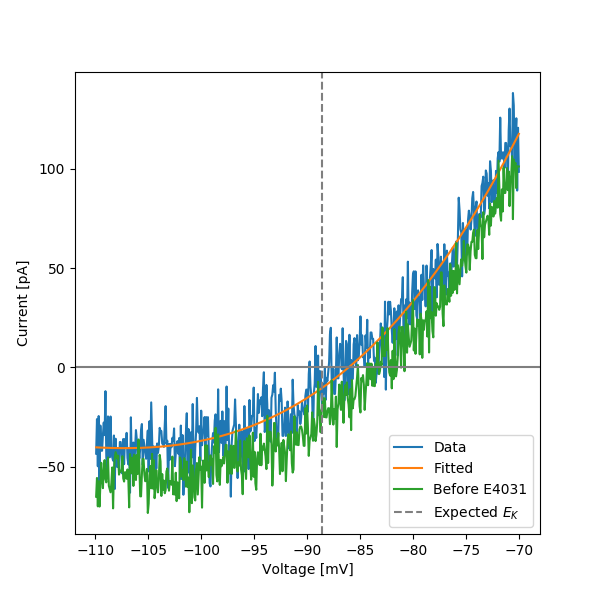 Current [pA]
100
50
0
−50
−110
−105
−100
−95
−90
−85
−80
−75
−70
Voltage [mV]
Data
Fitted
Before E4031
Expected E_K